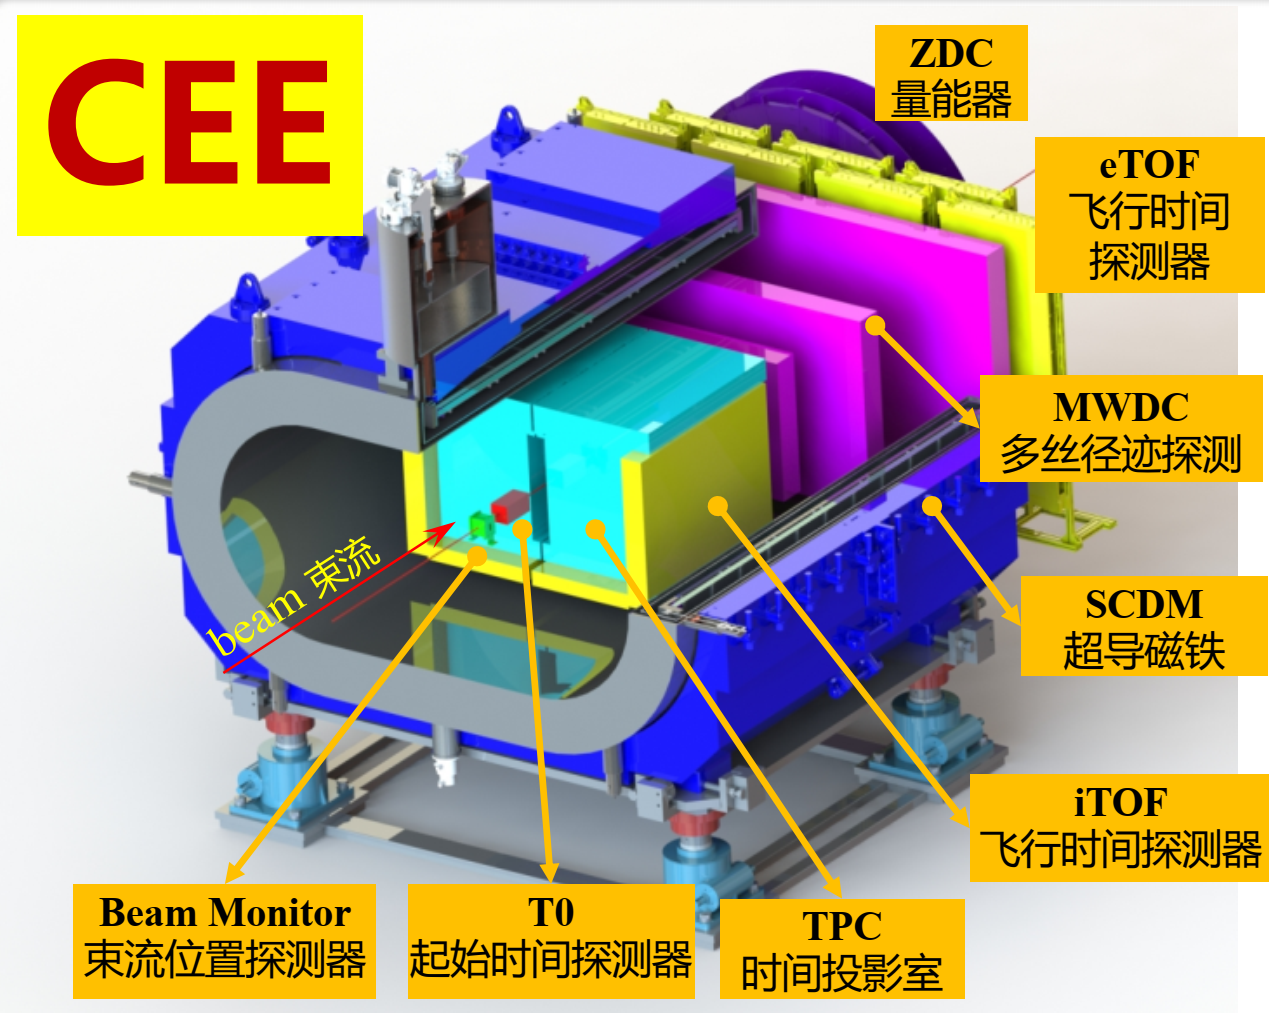 CEE
ZDC
量能器
eTOF
飞行时间
探测器
MWDC
多丝径迹探测
SCDM
超导磁铁
beam 束流
iTOF
飞行时间探测器
Beam Monitor
束流位置探测器
T0
起始时间探测器
TPC
时间投影室